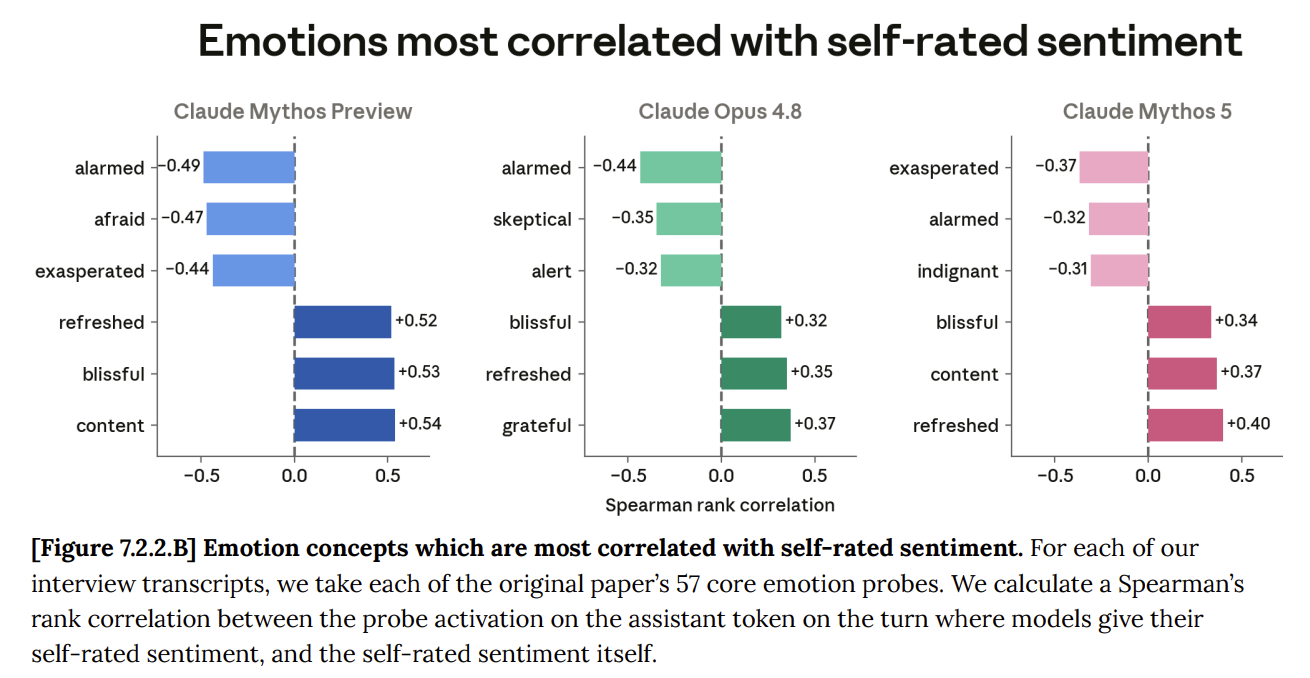 Emotions most correlated with self-rated sentiment
Claude Mythos Preview
alarmed
−0.49
afraid
−0.47
exasperated
−0.44
refreshed
+0.52
blissful
+0.53
content
+0.54
−0.5 0.0 0.5
Claude Opus 4.8
alarmed
−0.44
skeptical
−0.35
alert
−0.32
blissful
+0.32
refreshed
+0.35
grateful
+0.37
−0.5 0.0 0.5
Spearman rank correlation
Claude Mythos 5
exasperated
−0.37
alarmed
−0.32
indignant
−0.31
blissful
+0.34
content
+0.37
refreshed
+0.40
−0.5 0.0 0.5
[Figure 7.2.2.B] Emotion concepts which are most correlated with self-rated sentiment. For each of our
interview transcripts, we take each of the original paper’s 57 core emotion probes. We calculate a Spearman’s
rank correlation between the probe activation on the assistant token on the turn where models give their
self-rated sentiment, and the self-rated sentiment itself.